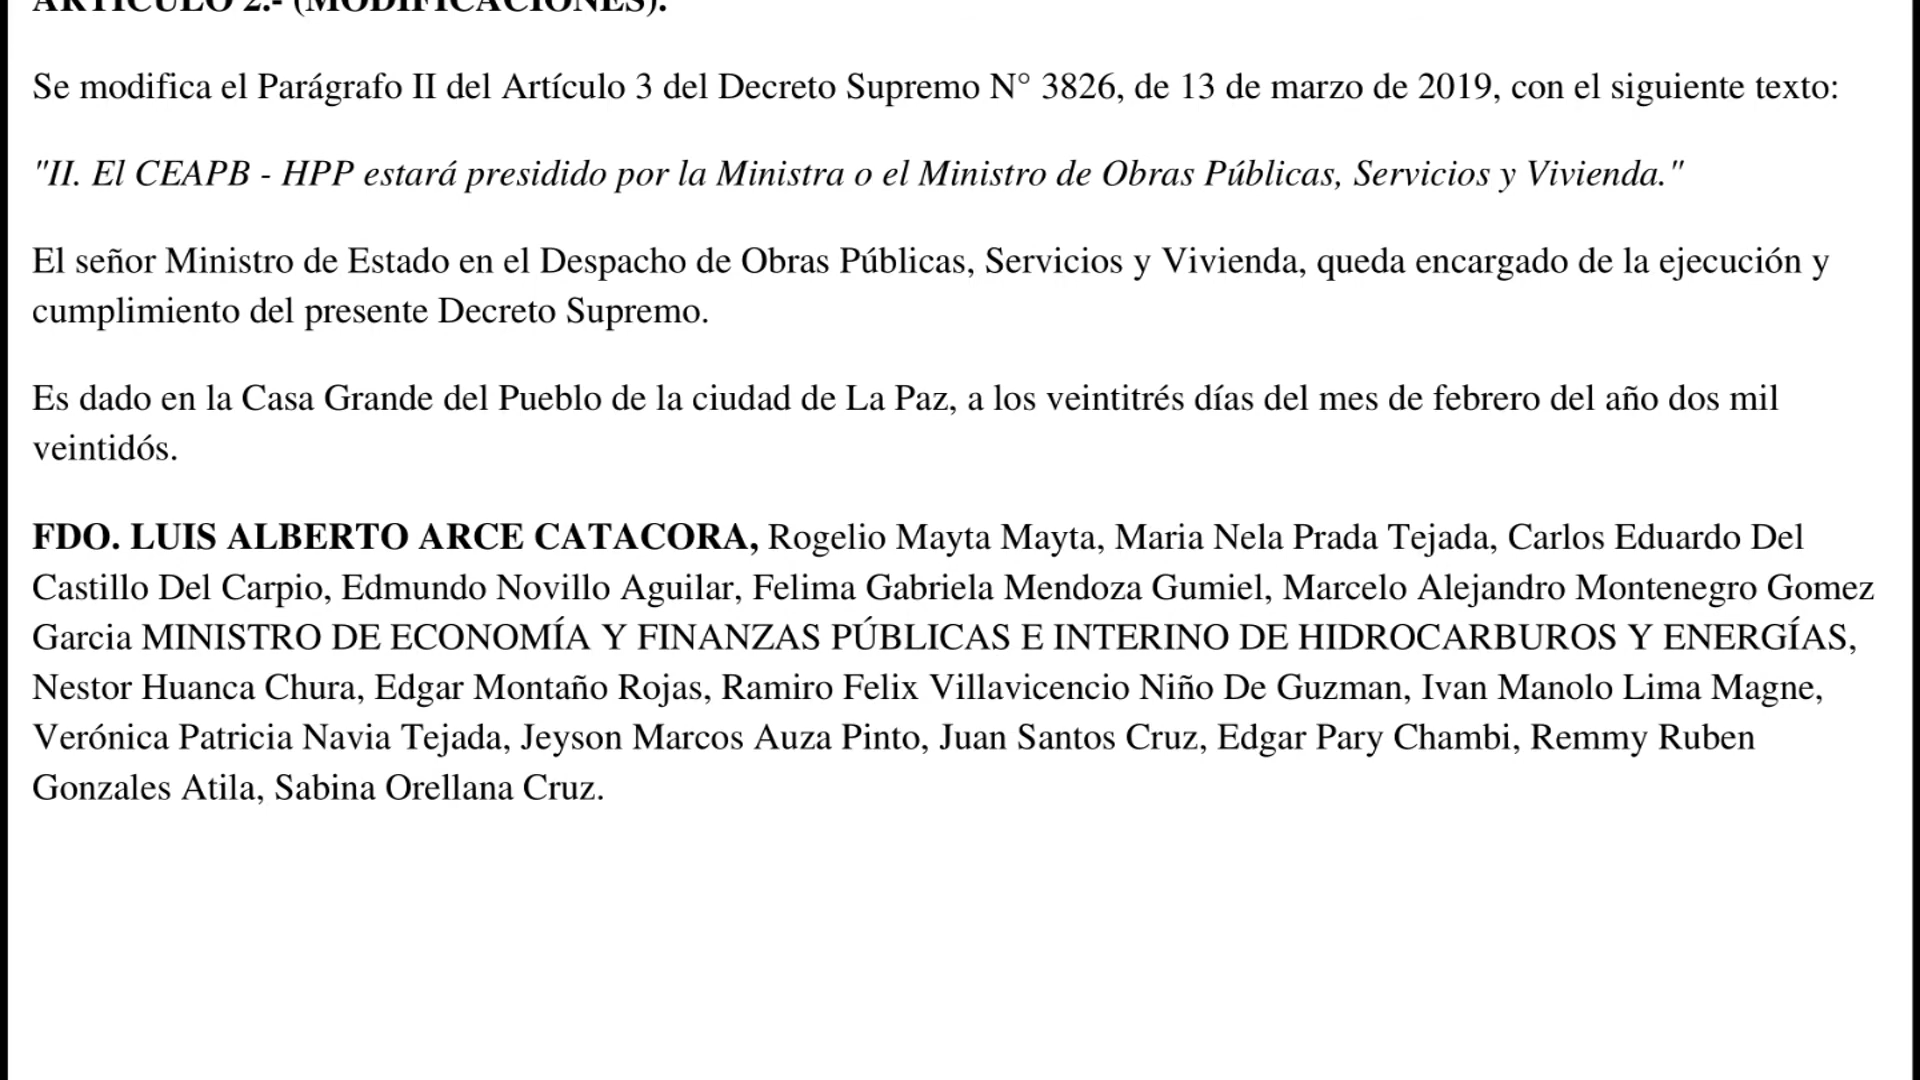 ARTÍCULO 2.- (MODIFICACIONES).
Se modifica el Parágrafo II del Artículo 3 del Decreto Supremo N° 3826, de 13 de marzo de 2019, con el siguiente texto:
"II. El CEAPB - HPP estará presidido por la Ministra o el Ministro de Obras Públicas, Servicios y Vivienda."
El señor Ministro de Estado en el Despacho de Obras Públicas, Servicios y Vivienda, queda encargado de la ejecución y
cumplimiento del presente Decreto Supremo.
Es dado en la Casa Grande del Pueblo de la ciudad de La Paz, a los veintitrés días del mes de febrero del año dos mil
veintidós.
FDO. LUIS ALBERTO ARCE CATACORA, Rogelio Mayta Mayta, Maria Nela Prada Tejada, Carlos Eduardo Del
Castillo Del Carpio, Edmundo Novillo Aguilar, Felima Gabriela Mendoza Gumiel, Marcelo Alejandro Montenegro Gomez
Garcia MINISTRO DE ECONOMÍA Y FINANZAS PÚBLICAS E INTERINO DE HIDROCARBUROS Y ENERGÍAS,
Nestor Huanca Chura, Edgar Montaño Rojas, Ramiro Felix Villavicencio Niño De Guzman, Ivan Manolo Lima Magne,
Verónica Patricia Navia Tejada, Jeyson Marcos Auza Pinto, Juan Santos Cruz, Edgar Pary Chambi, Remmy Ruben
Gonzales Atila, Sabina Orellana Cruz.